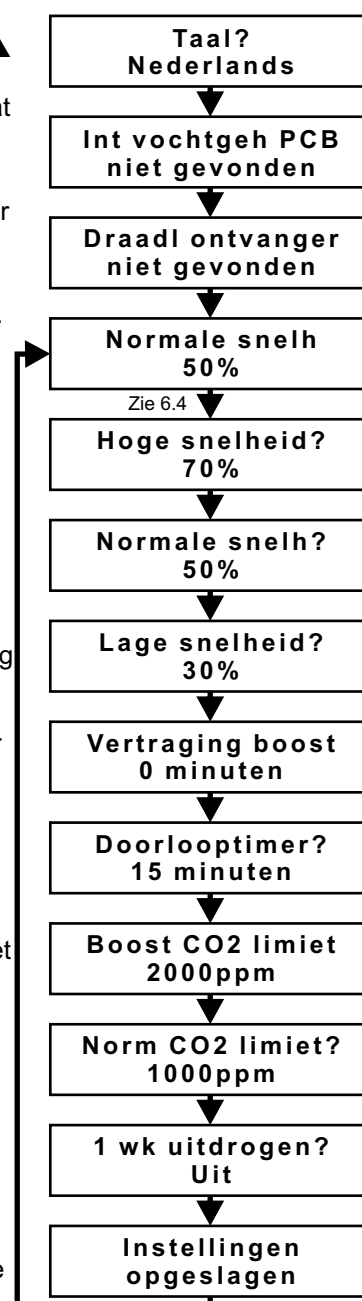 Taal?
Nederlands
Int vochtgeh PCB
niet gevonden
Draadl ontvanger
niet gevonden
Normale snelh
50%
Zie 6.4
Hoge snelheid?
70%
Normale snelh?
50%
Lage snelheid?
30%
Vertraging boost
0 minuten
Doorlooptimer?
15 minuten
Boost CO2 limiet
2000ppm
Norm CO2 limiet?
1000ppm
1 wk uitdrogen?
Uit
Instellingen
opgeslagen